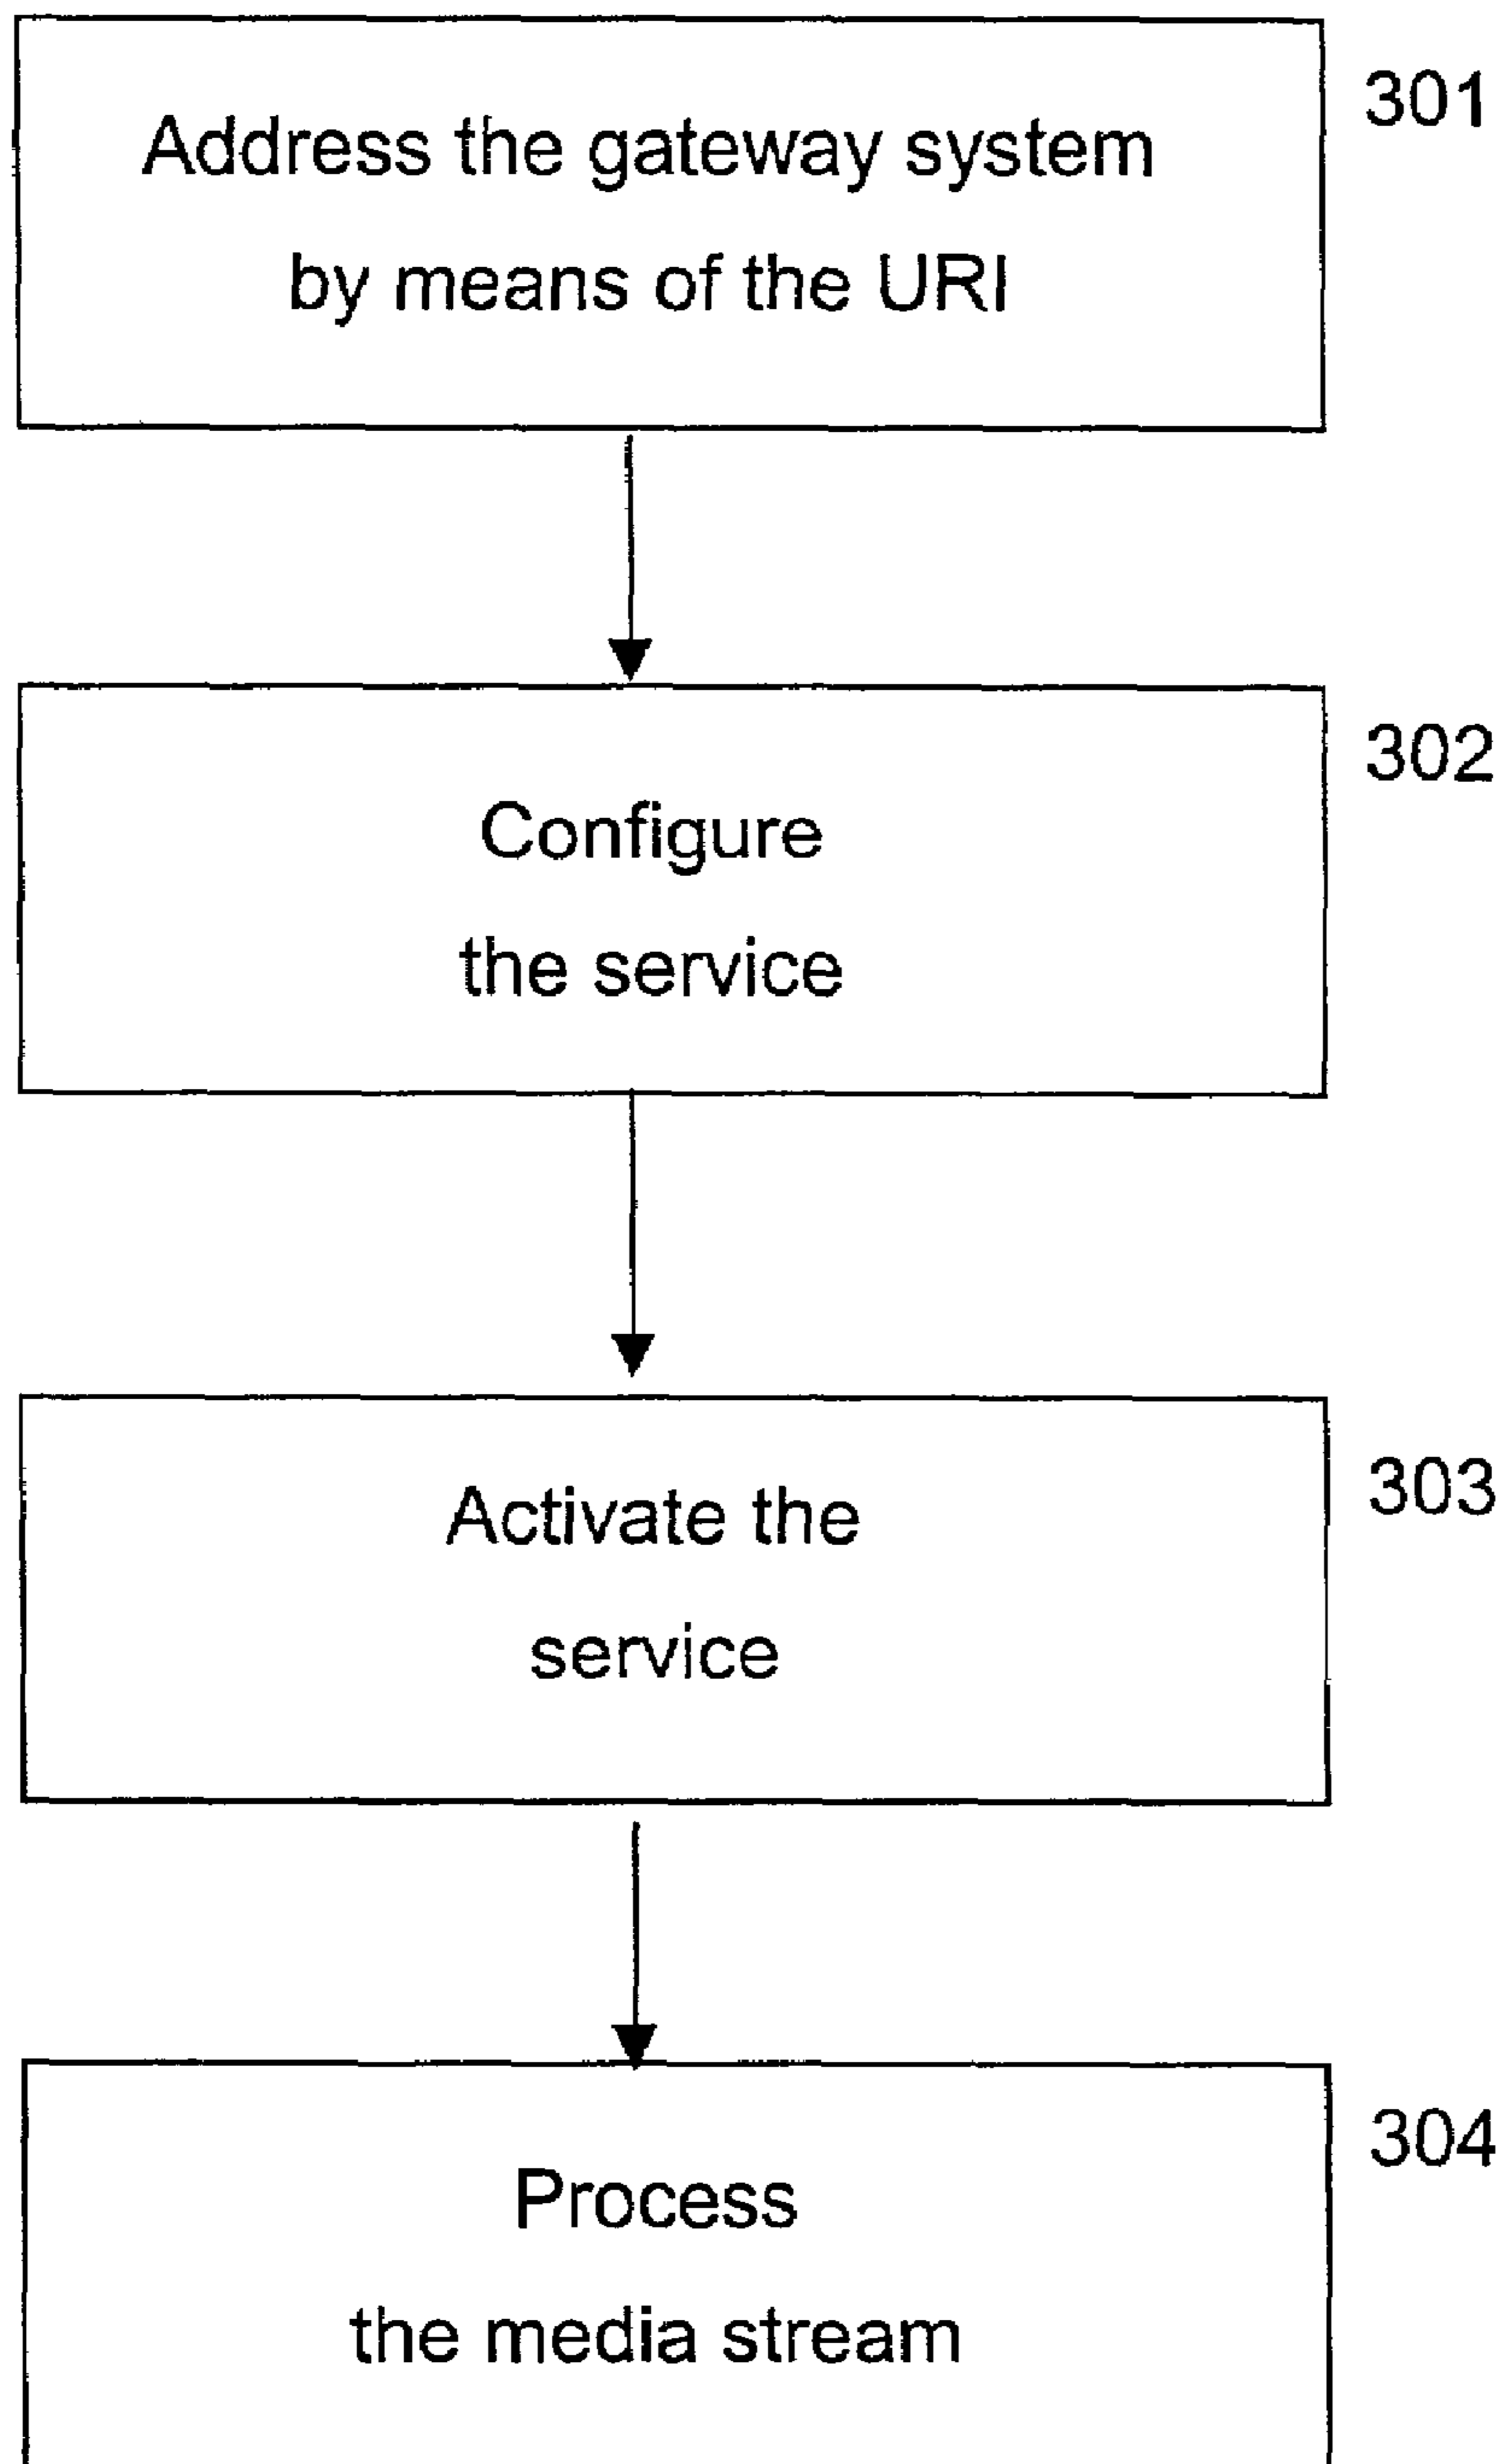 301
Address the gateway system
by means of the URI
302
Configure
the service
303
Activate the
service
304
Process
the media stream